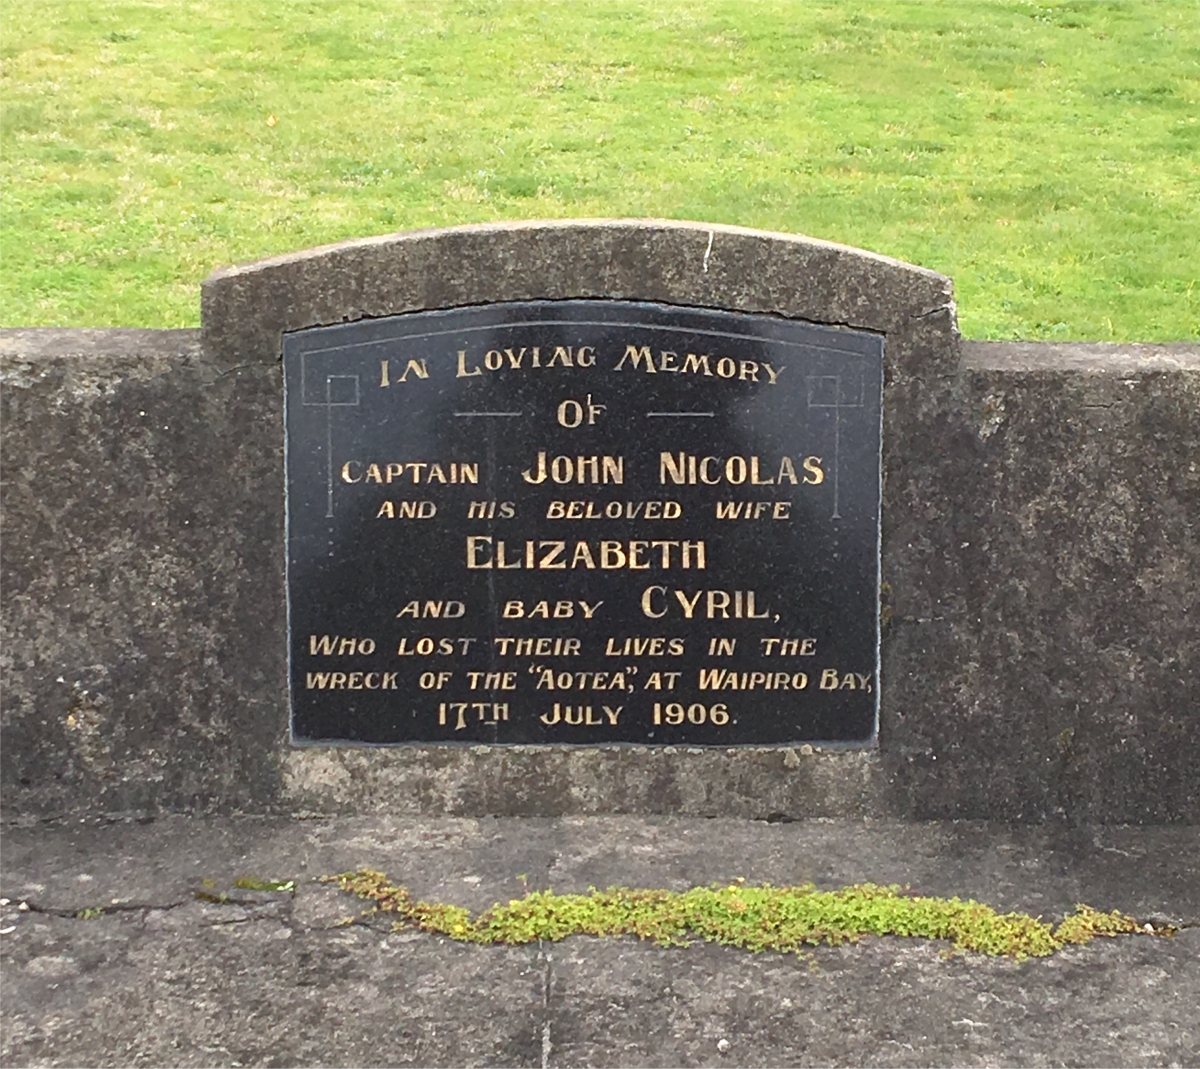 IN LOVING MEMORY
OF
CAPTAIN JOHN NICOLAS
AND HIS BELOVED WIFE
ELIZABETH
AND BABY CYRIL,
WHO LOST THEIR LIVES IN THE
WRECK OF THE "AOTEA", AT WAIPIRO BAY,
17TH JULY 1906.